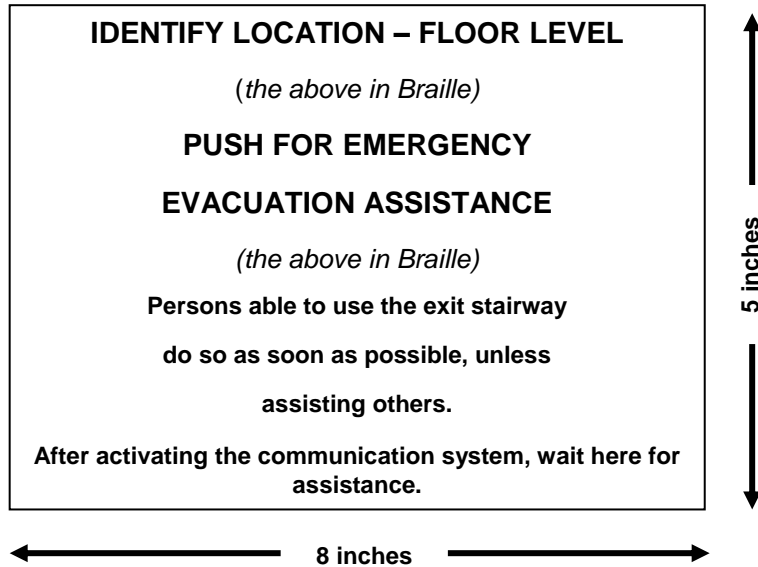 IDENTIFY LOCATION – FLOOR LEVEL
(the above in Braille)
PUSH FOR EMERGENCY
EVACUATION ASSISTANCE
(the above in Braille)
Persons able to use the exit stairway
do so as soon as possible, unless
assisting others.
After activating the communication system, wait here for
assistance.
5 inches
8 inches